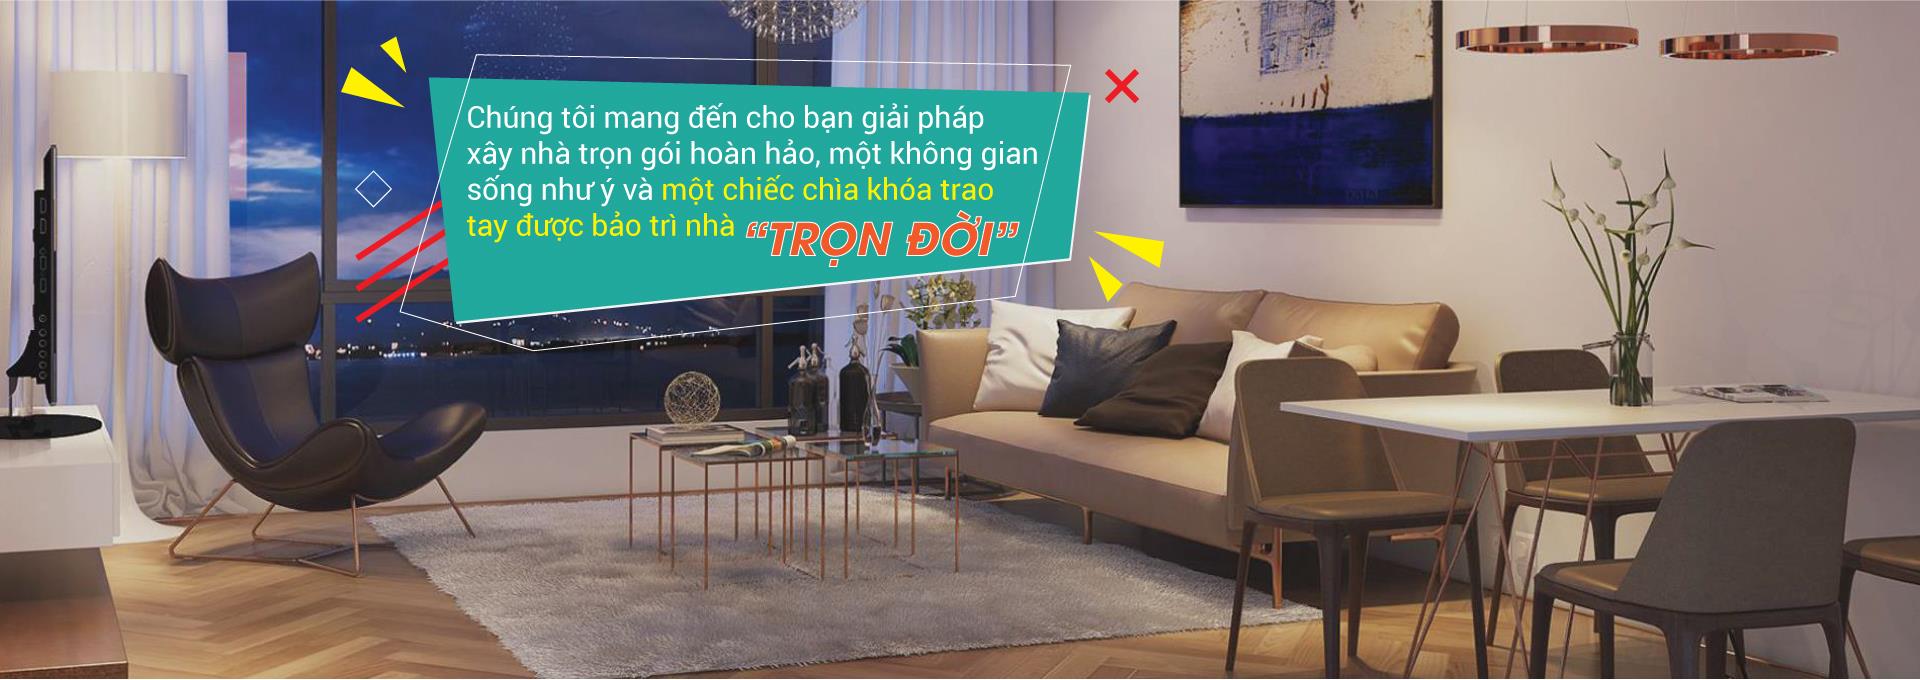 Chúng tôi mang đến cho bạn giải pháp
xây nhà trọn gói hoàn hảo, một không gian
sống như ý và một chiếc chìa khóa trao
tay được bảo trì nhà “TRỌN ĐỜI”